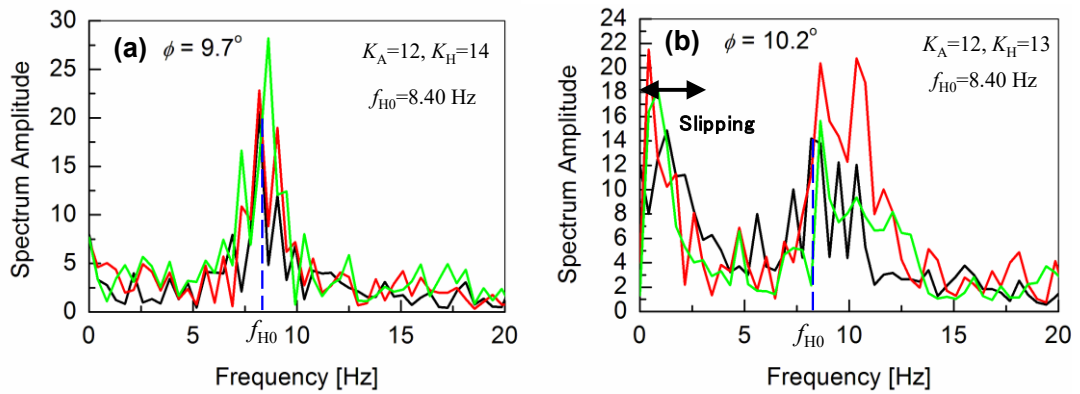 (a) ϕ = 9.7°
K_A=12, K_H=14
f_H0=8.40 Hz
Spectrum Amplitude
30
25
20
15
10
5
0
0 5 f_H0 10 15 20
Frequency [Hz]
(b) ϕ = 10.2°
K_A=12, K_H=13
f_H0=8.40 Hz
Slipping
Spectrum Amplitude
24
22
20
18
16
14
12
10
8
6
4
2
0
0 5 f_H0 10 15 20
Frequency [Hz]